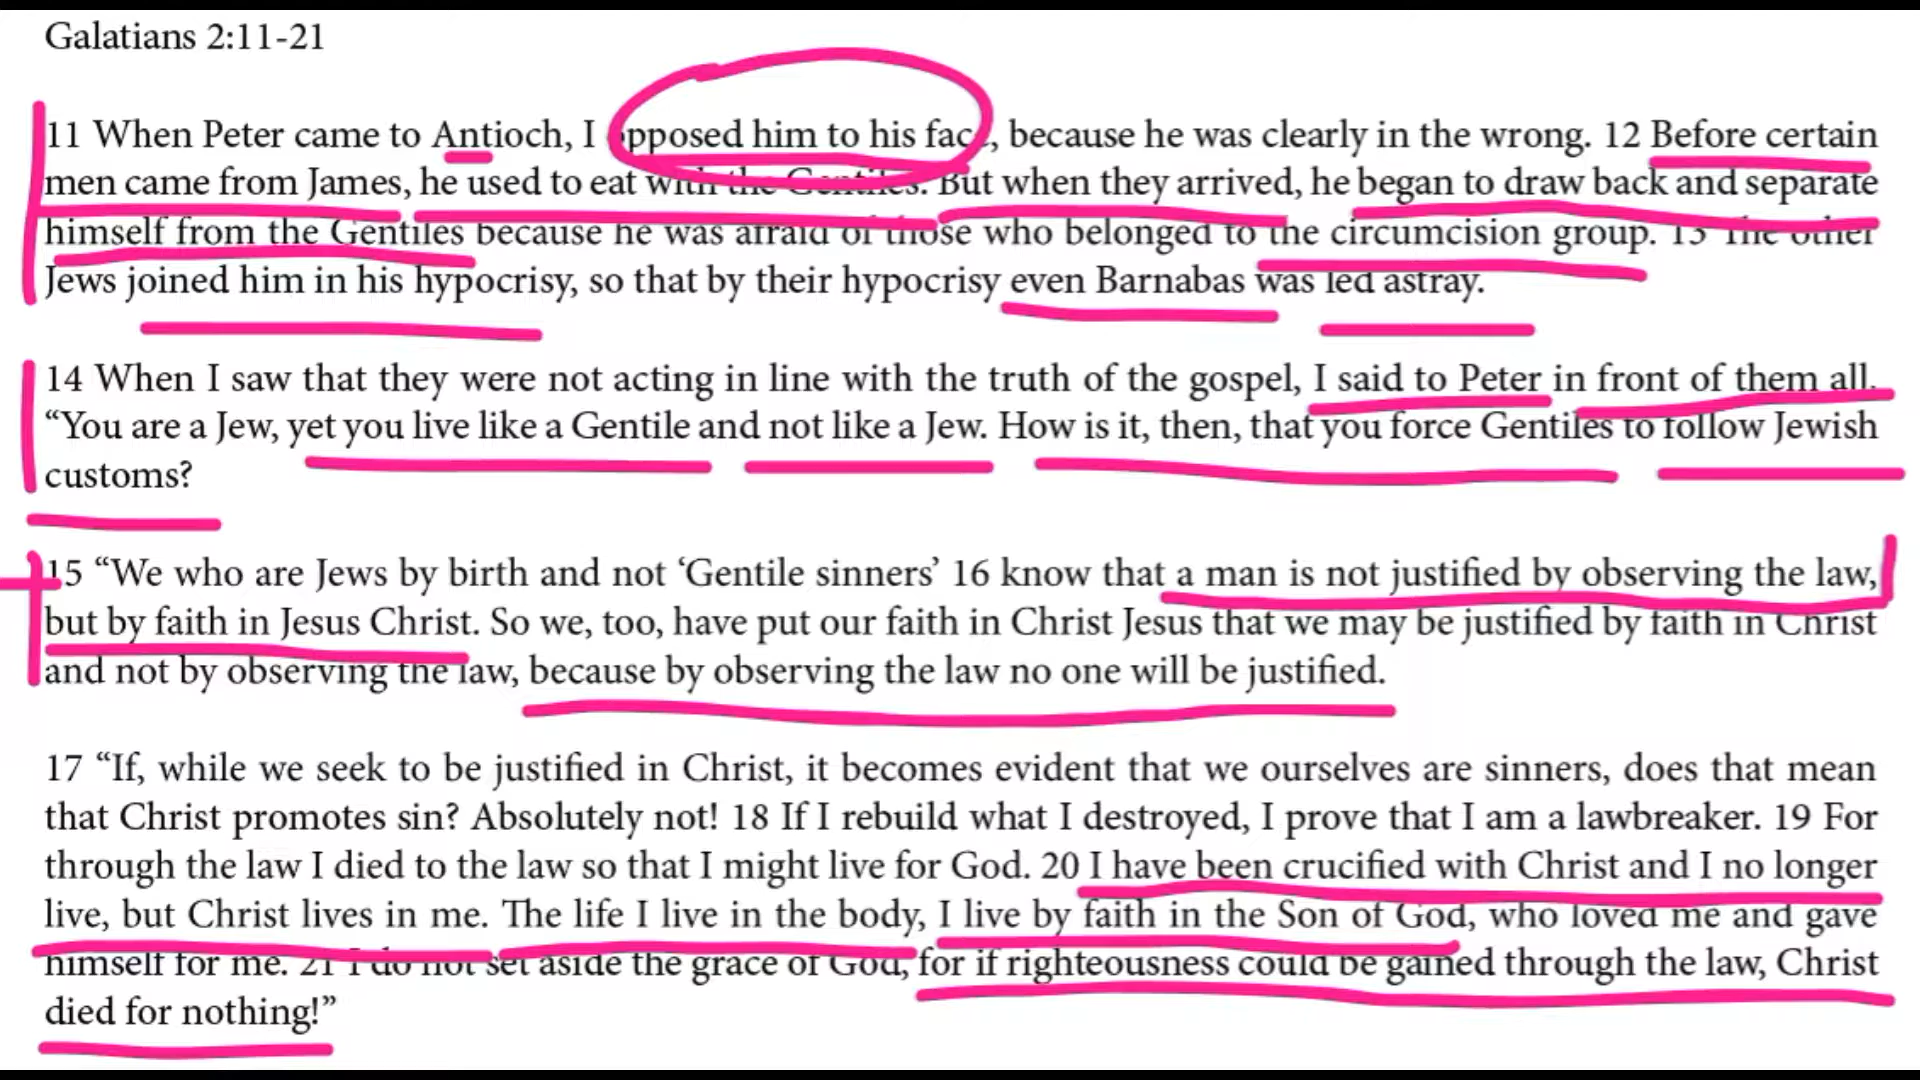 Galatians 2:11-21
11 When Peter came to Antioch, I opposed him to his face, because he was clearly in the wrong. 12 Before certain
men came from James, he used to eat with the Gentiles. But when they arrived, he began to draw back and separate
himself from the Gentiles because he was afraid of those who belonged to the circumcision group. 13 The other
Jews joined him in his hypocrisy, so that by their hypocrisy even Barnabas was led astray.
14 When I saw that they were not acting in line with the truth of the gospel, I said to Peter in front of them all.
“You are a Jew, yet you live like a Gentile and not like a Jew. How is it, then, that you force Gentiles to follow Jewish
customs?
15 “We who are Jews by birth and not ‘Gentile sinners’ 16 know that a man is not justified by observing the law,
but by faith in Jesus Christ. So we, too, have put our faith in Christ Jesus that we may be justified by faith in Christ
and not by observing the law, because by observing the law no one will be justified.
17 “If, while we seek to be justified in Christ, it becomes evident that we ourselves are sinners, does that mean
that Christ promotes sin? Absolutely not! 18 If I rebuild what I destroyed, I prove that I am a lawbreaker. 19 For
through the law I died to the law so that I might live for God. 20 I have been crucified with Christ and I no longer
live, but Christ lives in me. The life I live in the body, I live by faith in the Son of God, who loved me and gave
himself for me. 21 I do not set aside the grace of God, for if righteousness could be gained through the law, Christ
died for nothing!”